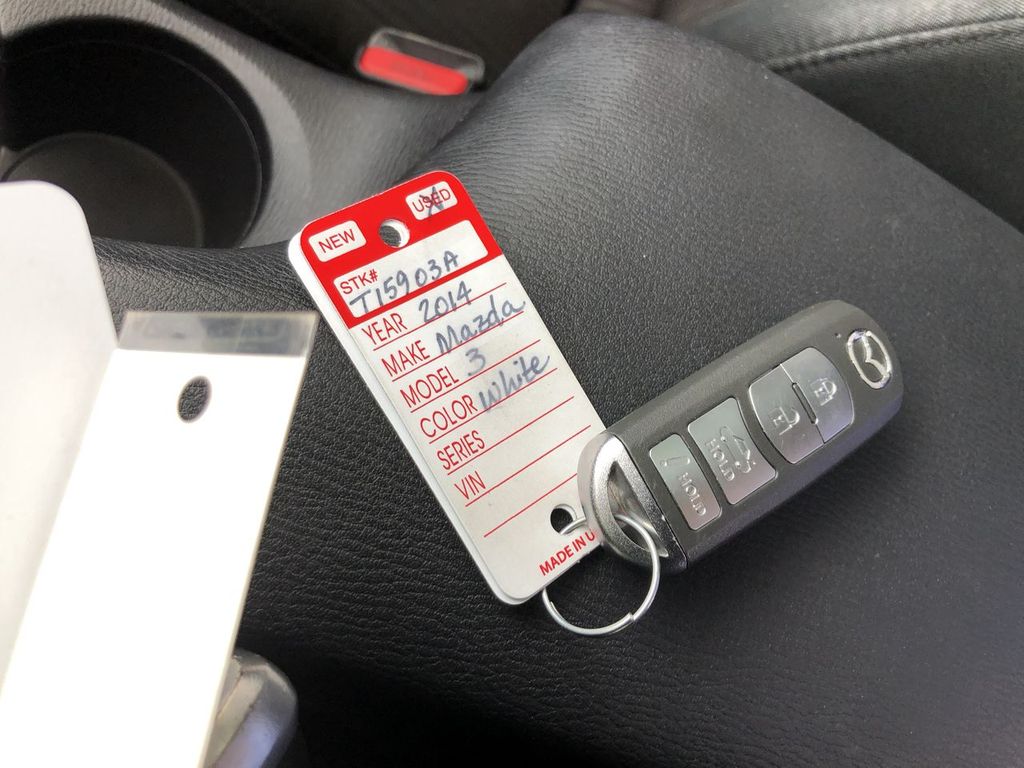 NEW USED
STK# T15903A
YEAR 2014
MAKE Mazda
MODEL 3
COLOR White
SERIES
VIN
MADE IN U
HOLD
HOLD